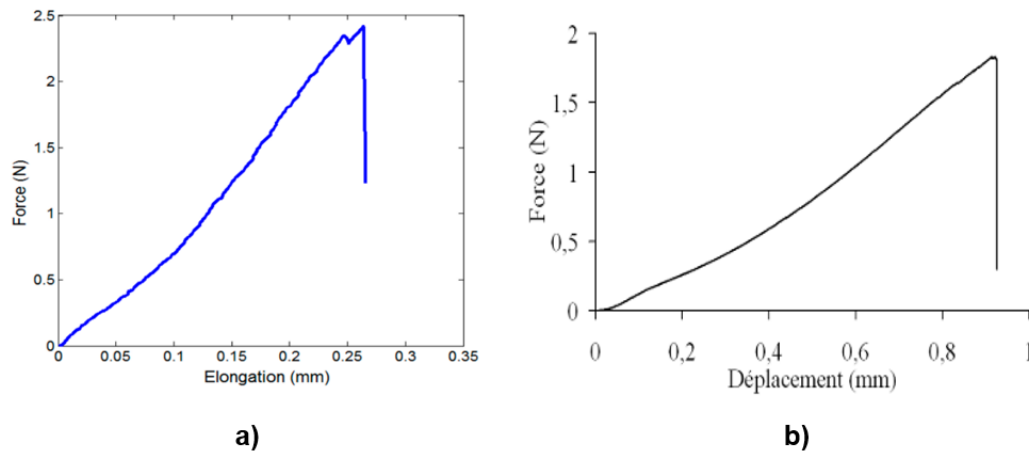 2.5
2
1.5
1
0.5
0
Force (N)
0 0.05 0.1 0.15 0.2 0.25 0.3 0.35
Elongation (mm)
a)
2
1,5
1
0,5
0
Force (N)
0 0,2 0,4 0,6 0,8 1
Déplacement (mm)
b)